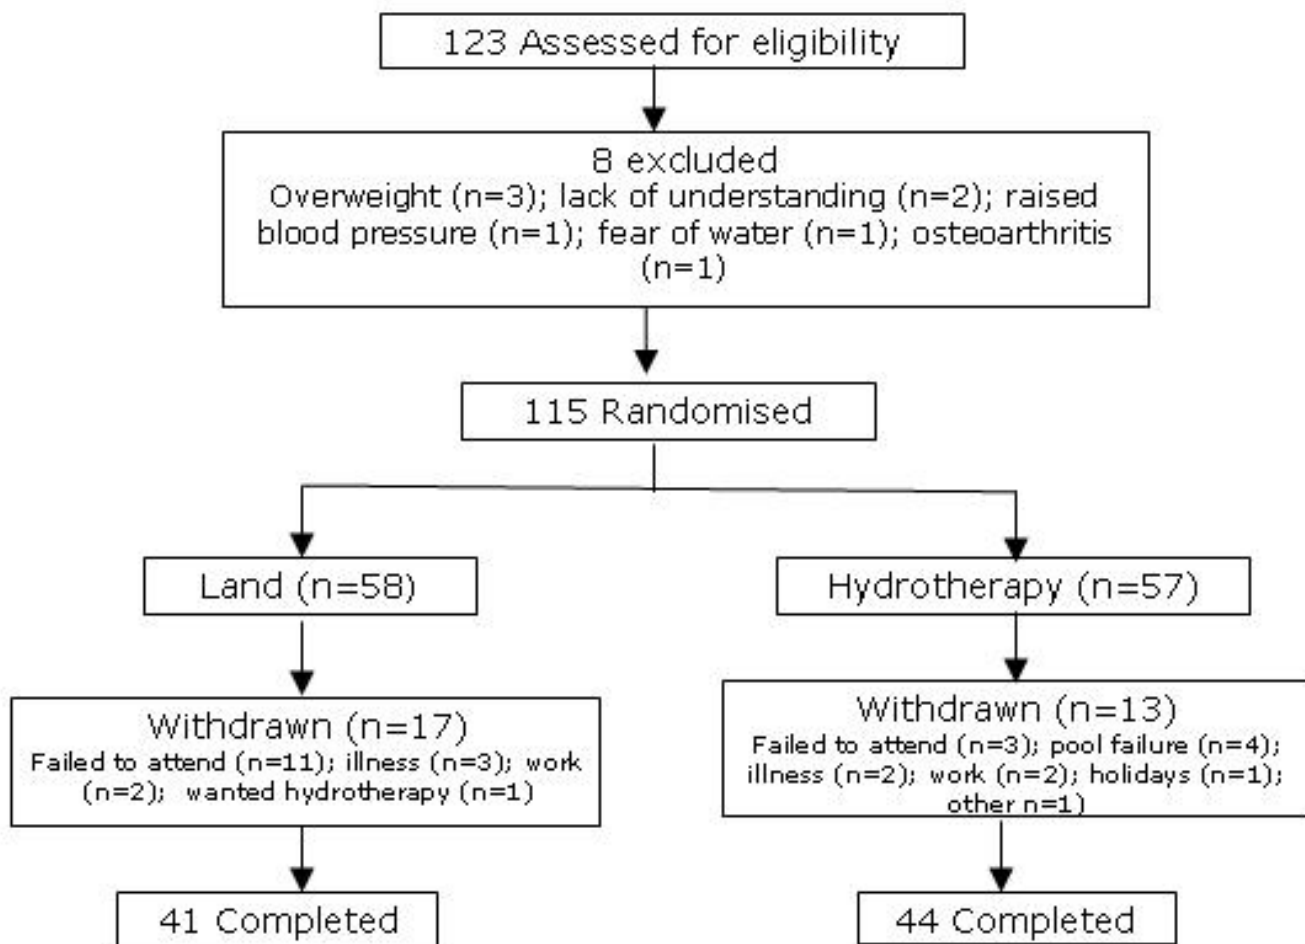 123 Assessed for eligibility
8 excluded
Overweight (n=3); lack of understanding (n=2); raised
blood pressure (n=1); fear of water (n=1); osteoarthritis
(n=1)
115 Randomised
Land (n=58)
Hydrotherapy (n=57)
Withdrawn (n=17)
Failed to attend (n=11); illness (n=3); work
(n=2); wanted hydrotherapy (n=1)
Withdrawn (n=13)
Failed to attend (n=3); pool failure (n=4);
illness (n=2); work (n=2); holidays (n=1);
other n=1)
41 Completed
44 Completed